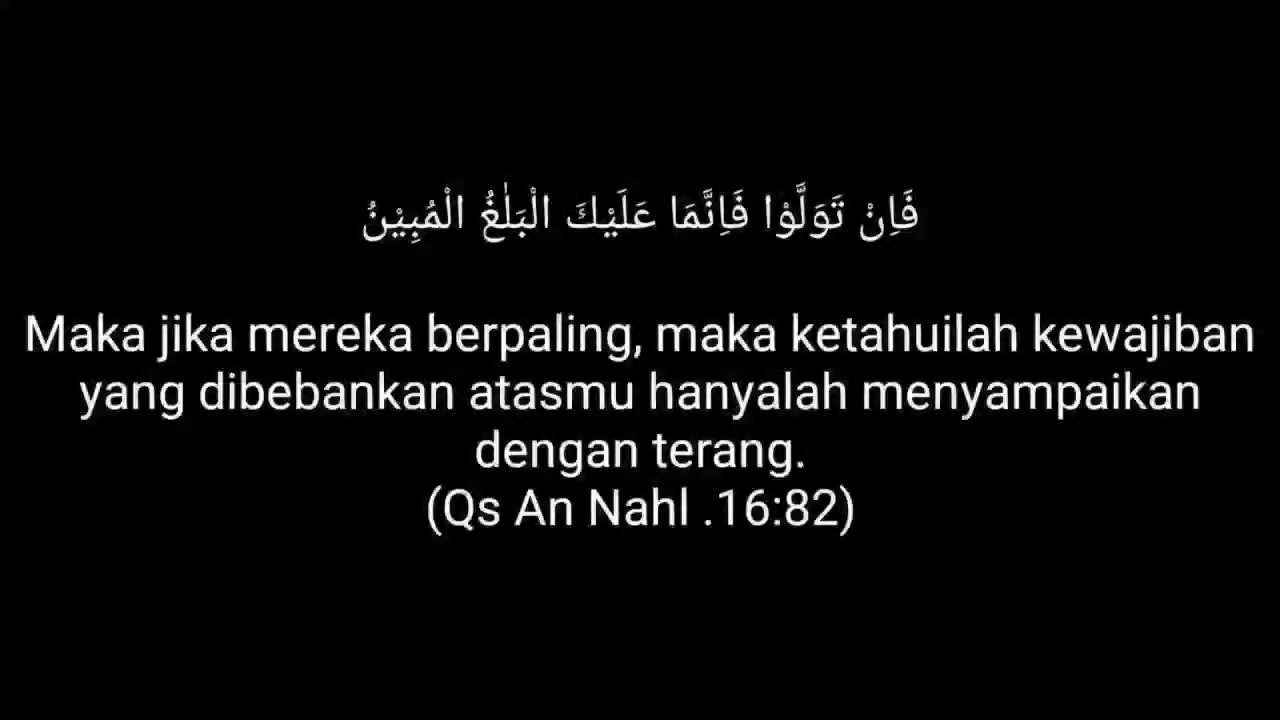 فَاِنْ تَوَلَّوْا فَاِنَّمَا عَلَيْكَ الْبَلٰغُ الْمُبِيْنُ
Maka jika mereka berpaling, maka ketahuilah kewajiban
yang dibebankan atasmu hanyalah menyampaikan
dengan terang.
(Qs An Nahl .16:82)